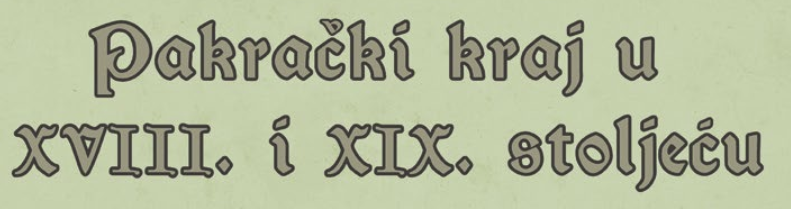 Pakrački kraj u
XVIII. i XIX. stoljeću